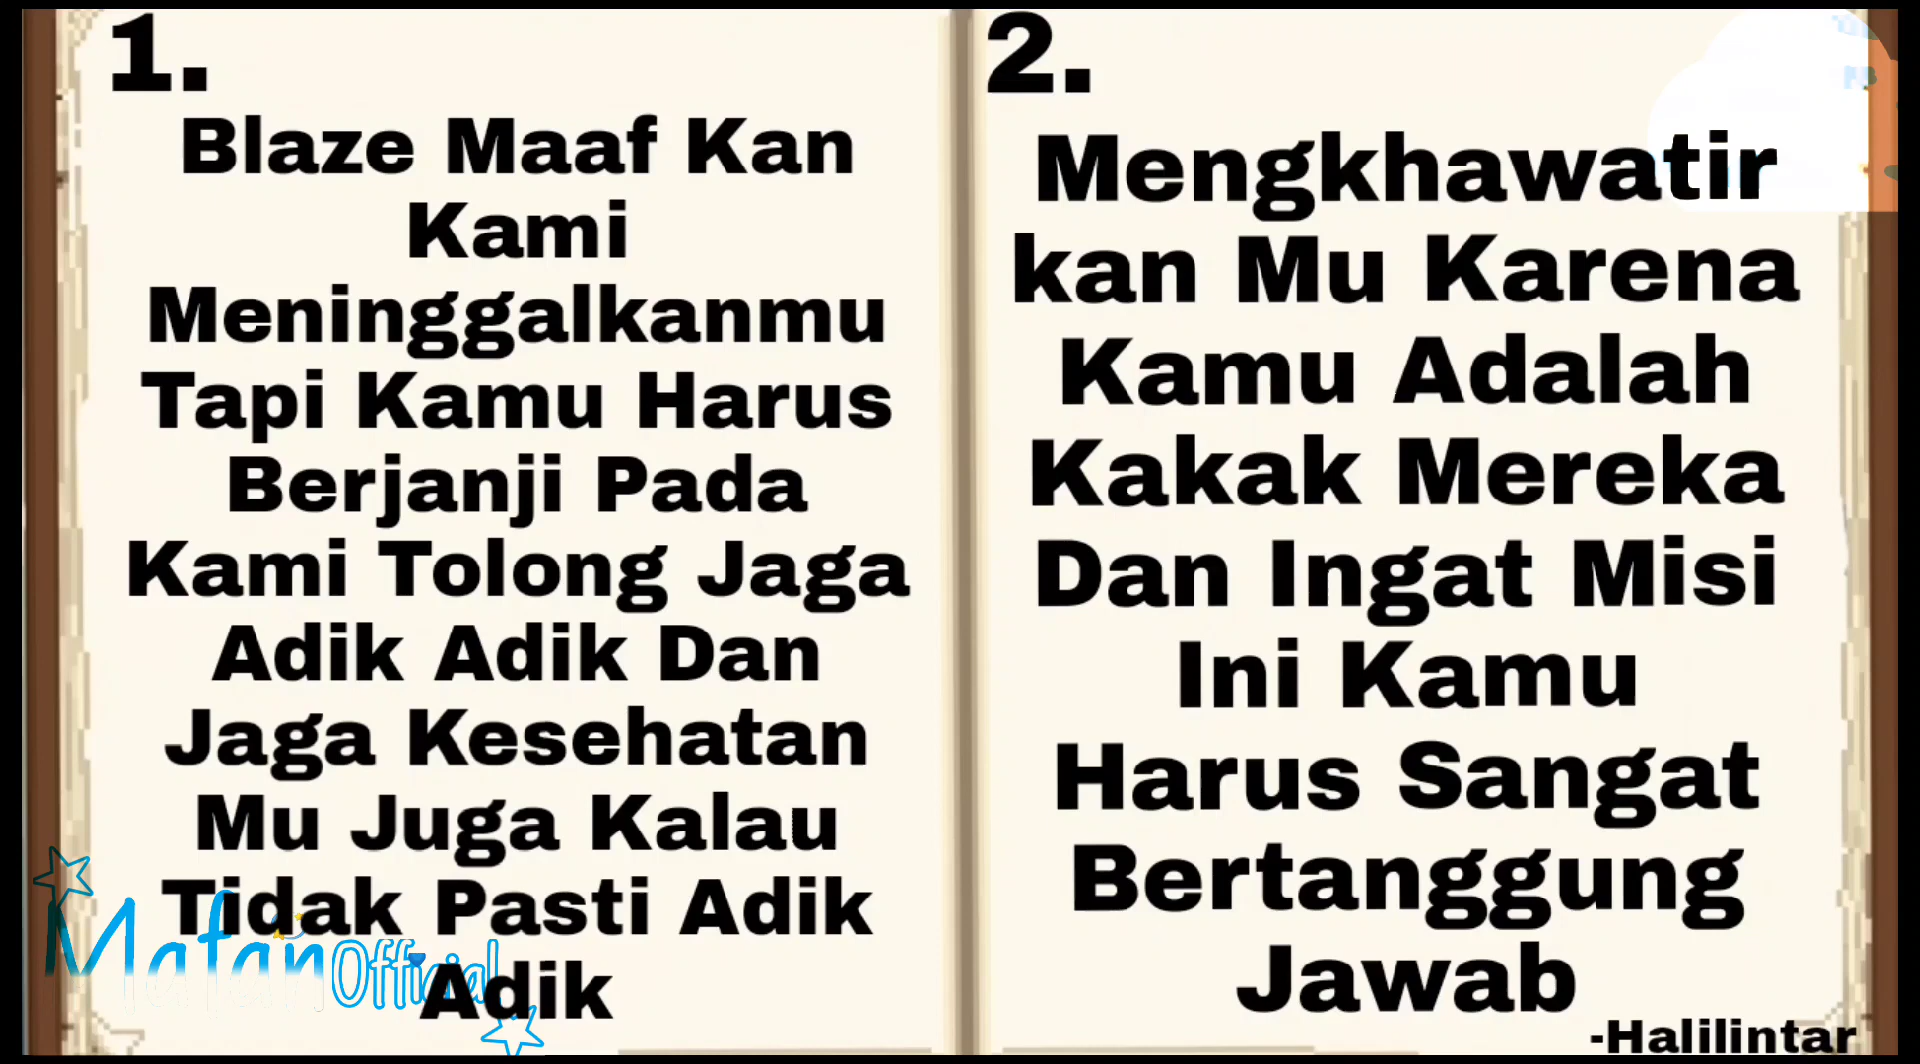 1.
Blaze Maaf Kan
Kami
Meninggalkanmu
Tapi Kamu Harus
Berjanji Pada
Kami Tolong Jaga
Adik Adik Dan
Jaga Kesehatan
Mu Juga Kalau
Tidak Pasti Adik
Adik
Mafan Official
2.
Mengkhawatir
kan Mu Karena
Kamu Adalah
Kakak Mereka
Dan Ingat Misi
Ini Kamu
Harus Sangat
Bertanggung
Jawab
-Halilintar